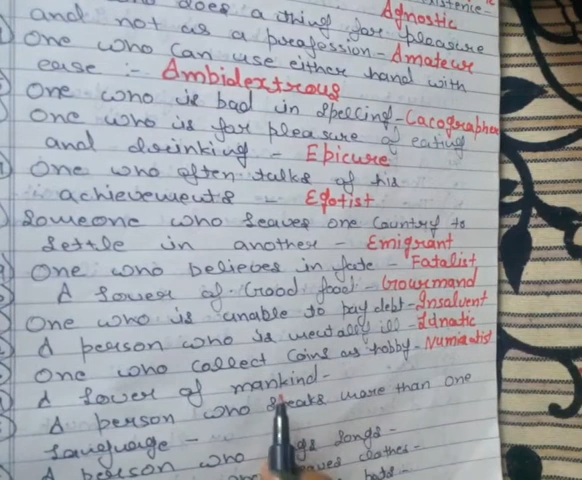 does a thing for pleasure Agnostic
and not as a profession - Amateur
One who can use either hand with
ease :- Ambidextrous
One who is bad in spelling - Cacographer
One who is for pleasure of eating
and drinking - Epicure
One who often talks of his
achievements - Egotist
Someone who leaves one country to
settle in another - Emigrant
One who believes in fate - Fatalist
A lover of Good food - Gourmand
One who is unable to pay debt - Insolvent
A person who is mentally ill - Lunatic
One who collect coins as hobby - Numismatist
A lover of mankind -
A person who speaks more than one
language -
A person who songs -
clothes -